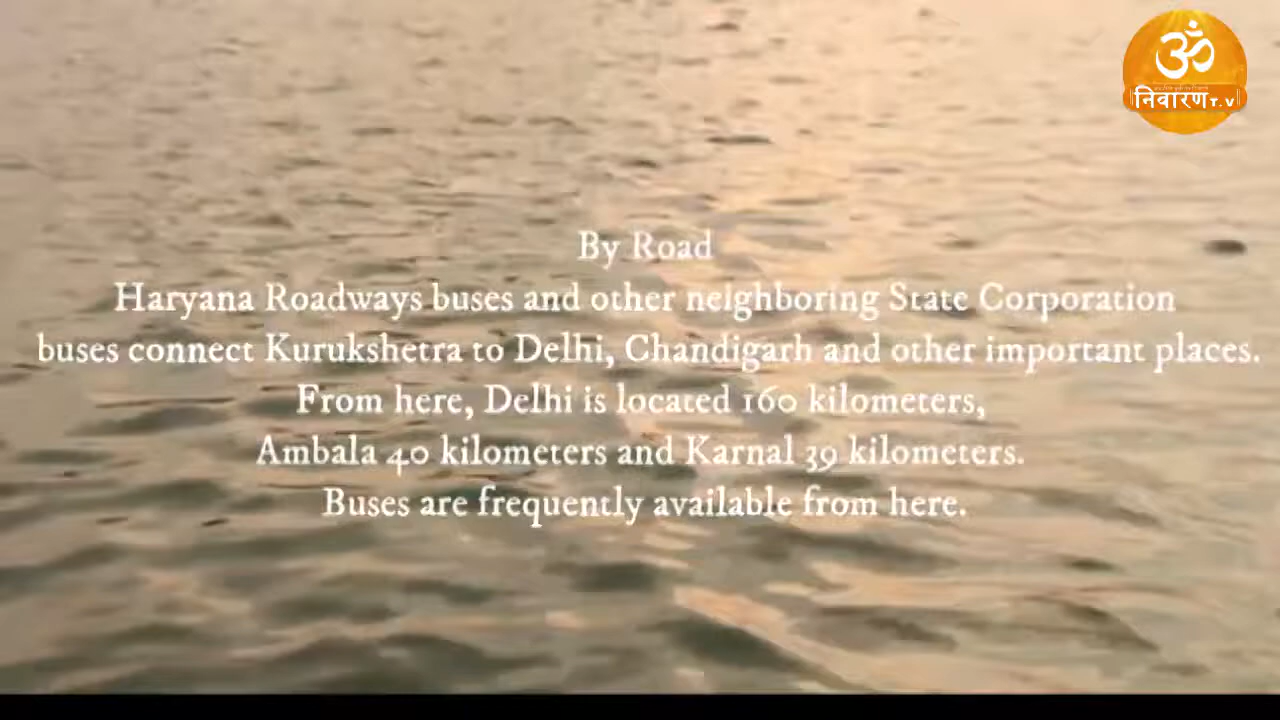 ॐ
निवारण T.V
By Road
Haryana Roadways buses and other neighboring State Corporation
buses connect Kurukshetra to Delhi, Chandigarh and other important places.
From here, Delhi is located 160 kilometers,
Ambala 40 kilometers and Karnal 39 kilometers.
Buses are frequently available from here.